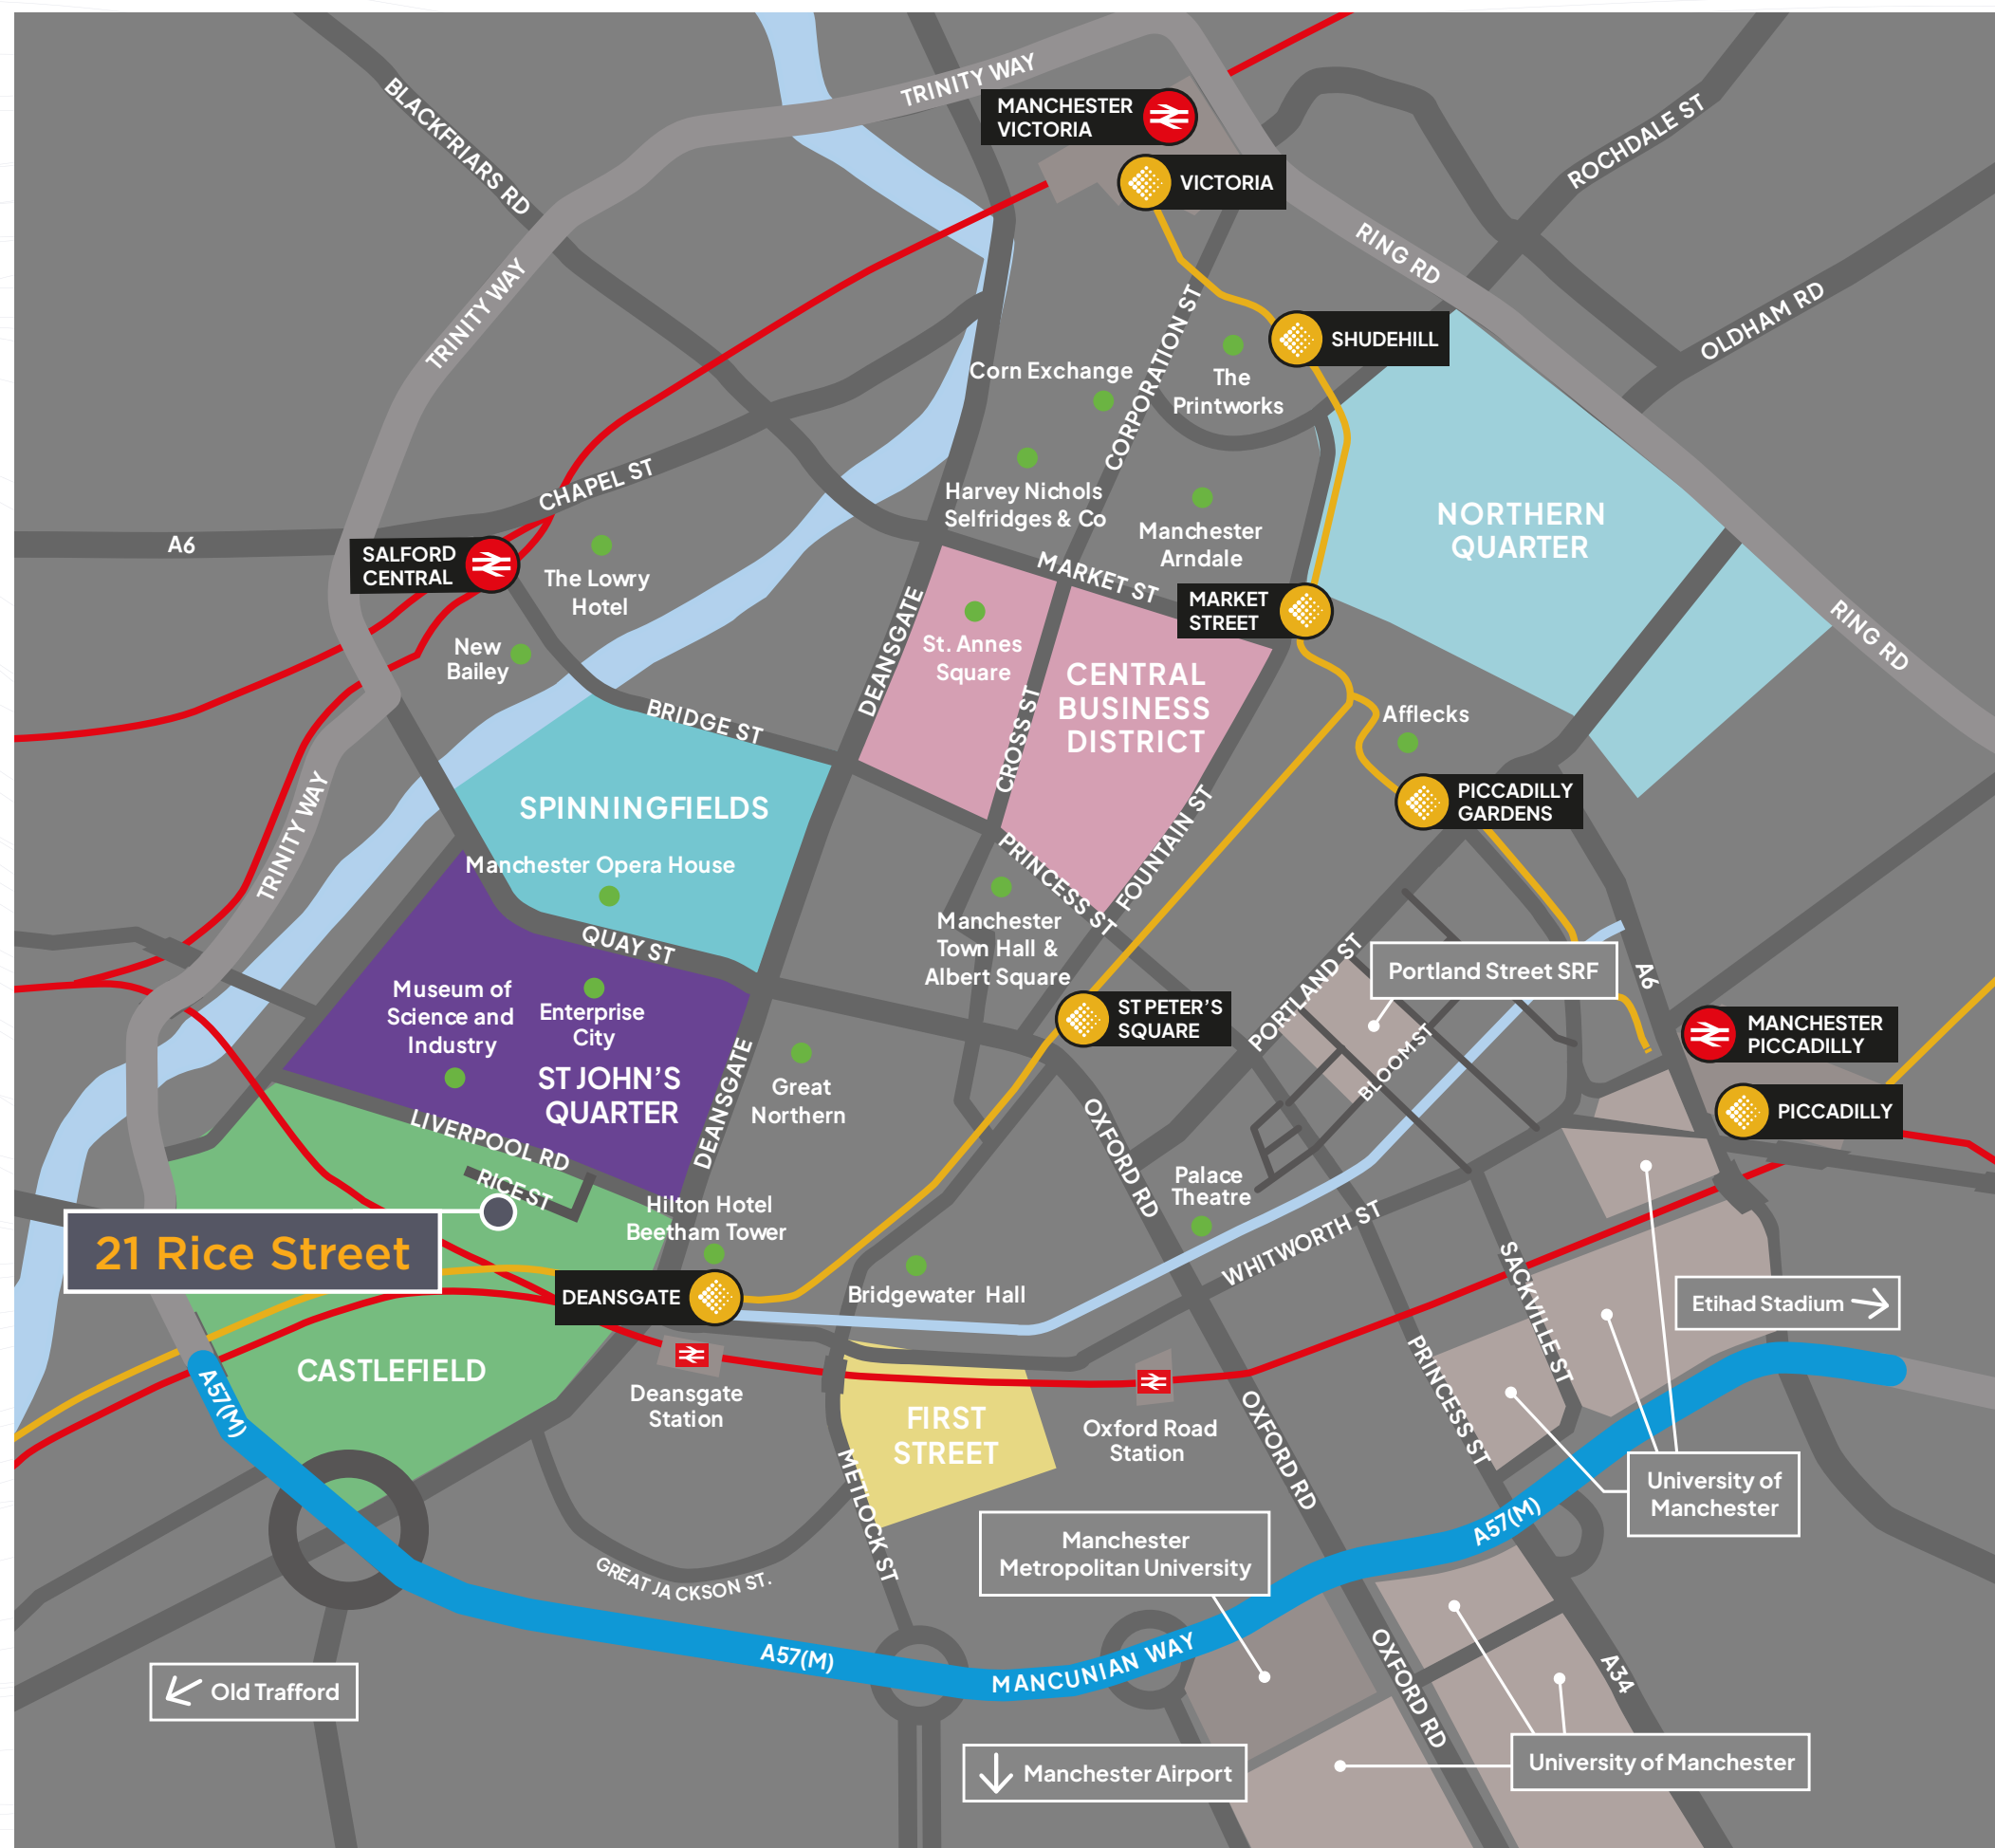 TRINITY WAY
BLACKFRIARS RD
MANCHESTER
VICTORIA
VICTORIA
ROCHDALE ST
RING RD
TRINITY WAY
CORPORATION ST
SHUDEHILL
OLDHAM RD
Corn Exchange
The
Printworks
CHAPEL ST
Harvey Nichols
Selfridges & Co
Manchester
Arndale
NORTHERN
QUARTER
A6
SALFORD
CENTRAL
The Lowry
Hotel
MARKET ST
MARKET
STREET
DEANSGATE
St. Annes
Square
New
Bailey
RING RD
CENTRAL
BUSINESS
DISTRICT
BRIDGE ST
CROSS ST
Afflecks
TRINITY WAY
SPINNINGFIELDS
PICCADILLY
GARDENS
Manchester Opera House
PRINCESS ST
FOUNTAIN ST
QUAY ST
Manchester
Town Hall &
Albert Square
PORTLAND ST
Portland Street SRF
A6
Museum of
Science and
Industry
Enterprise
City
ST PETER'S
SQUARE
MANCHESTER
PICCADILLY
ST JOHN'S
QUARTER
DEANSGATE
Great
Northern
BLOOM ST
PICCADILLY
LIVERPOOL RD
OXFORD RD
RICE ST
Palace
Theatre
Hilton Hotel
Beetham Tower
21 Rice Street
WHITWORTH ST
SACKVILLE ST
DEANSGATE
Bridgewater Hall
Etihad Stadium
CASTLEFIELD
A57(M)
Deansgate
Station
FIRST
STREET
Oxford Road
Station
PRINCESS ST
OXFORD RD
University of
Manchester
METLOCK ST
A57(M)
Manchester
Metropolitan University
GREAT JA CKSON ST.
A57(M)
MANCUNIAN WAY
OXFORD RD
A34
Old Trafford
Manchester Airport
University of Manchester